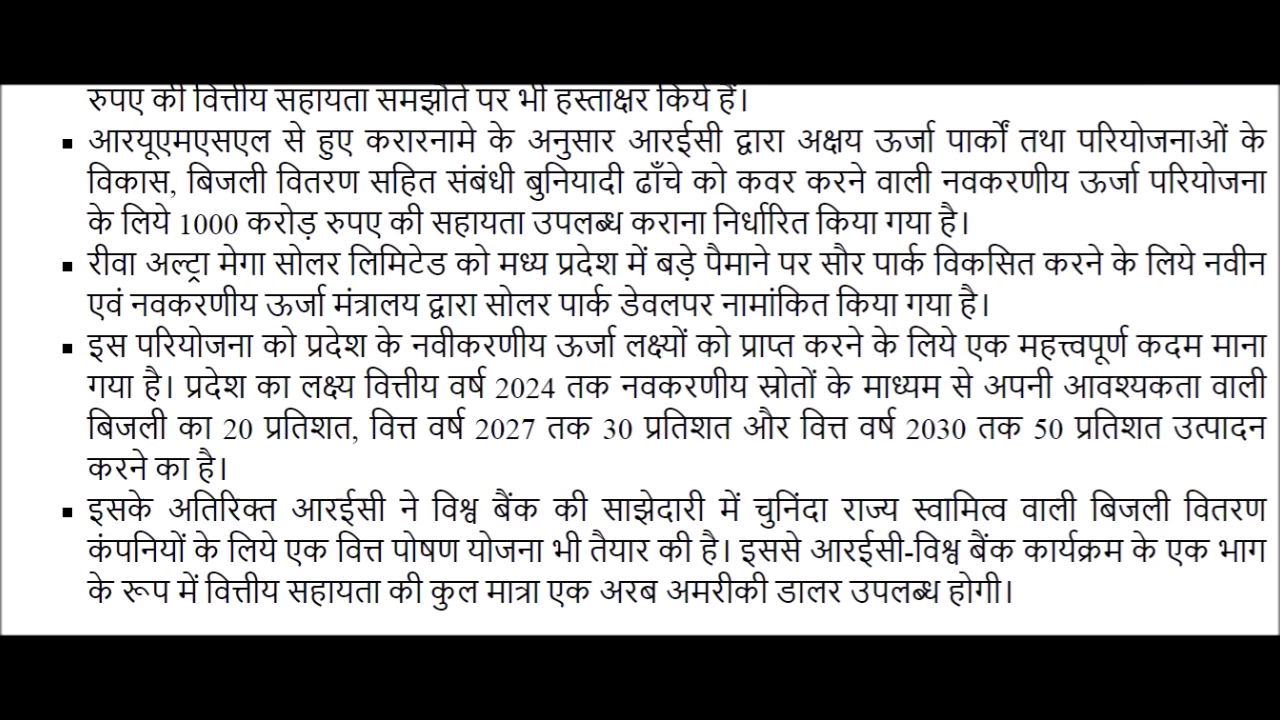 रुपए की वित्तीय सहायता समझौते पर भी हस्ताक्षर किये हैं।
▪ आरयूएमएसएल से हुए करारनामे के अनुसार आरईसी द्वारा अक्षय ऊर्जा पार्कों तथा परियोजनाओं के
विकास, बिजली वितरण सहित संबंधी बुनियादी ढाँचे को कवर करने वाली नवकरणीय ऊर्जा परियोजना
के लिये 1000 करोड़ रुपए की सहायता उपलब्ध कराना निर्धारित किया गया है।
▪ रीवा अल्ट्रा मेगा सोलर लिमिटेड को मध्य प्रदेश में बड़े पैमाने पर सौर पार्क विकसित करने के लिये नवीन
एवं नवकरणीय ऊर्जा मंत्रालय द्वारा सोलर पार्क डेवलपर नामांकित किया गया है।
▪ इस परियोजना को प्रदेश के नवीकरणीय ऊर्जा लक्ष्यों को प्राप्त करने के लिये एक महत्त्वपूर्ण कदम माना
गया है। प्रदेश का लक्ष्य वित्तीय वर्ष 2024 तक नवकरणीय स्रोतों के माध्यम से अपनी आवश्यकता वाली
बिजली का 20 प्रतिशत, वित्त वर्ष 2027 तक 30 प्रतिशत और वित्त वर्ष 2030 तक 50 प्रतिशत उत्पादन
करने का है।
▪ इसके अतिरिक्त आरईसी ने विश्व बैंक की साझेदारी में चुनिंदा राज्य स्वामित्व वाली बिजली वितरण
कंपनियों के लिये एक वित्त पोषण योजना भी तैयार की है। इससे आरईसी-विश्व बैंक कार्यक्रम के एक भाग
के रूप में वित्तीय सहायता की कुल मात्रा एक अरब अमरीकी डालर उपलब्ध होगी।